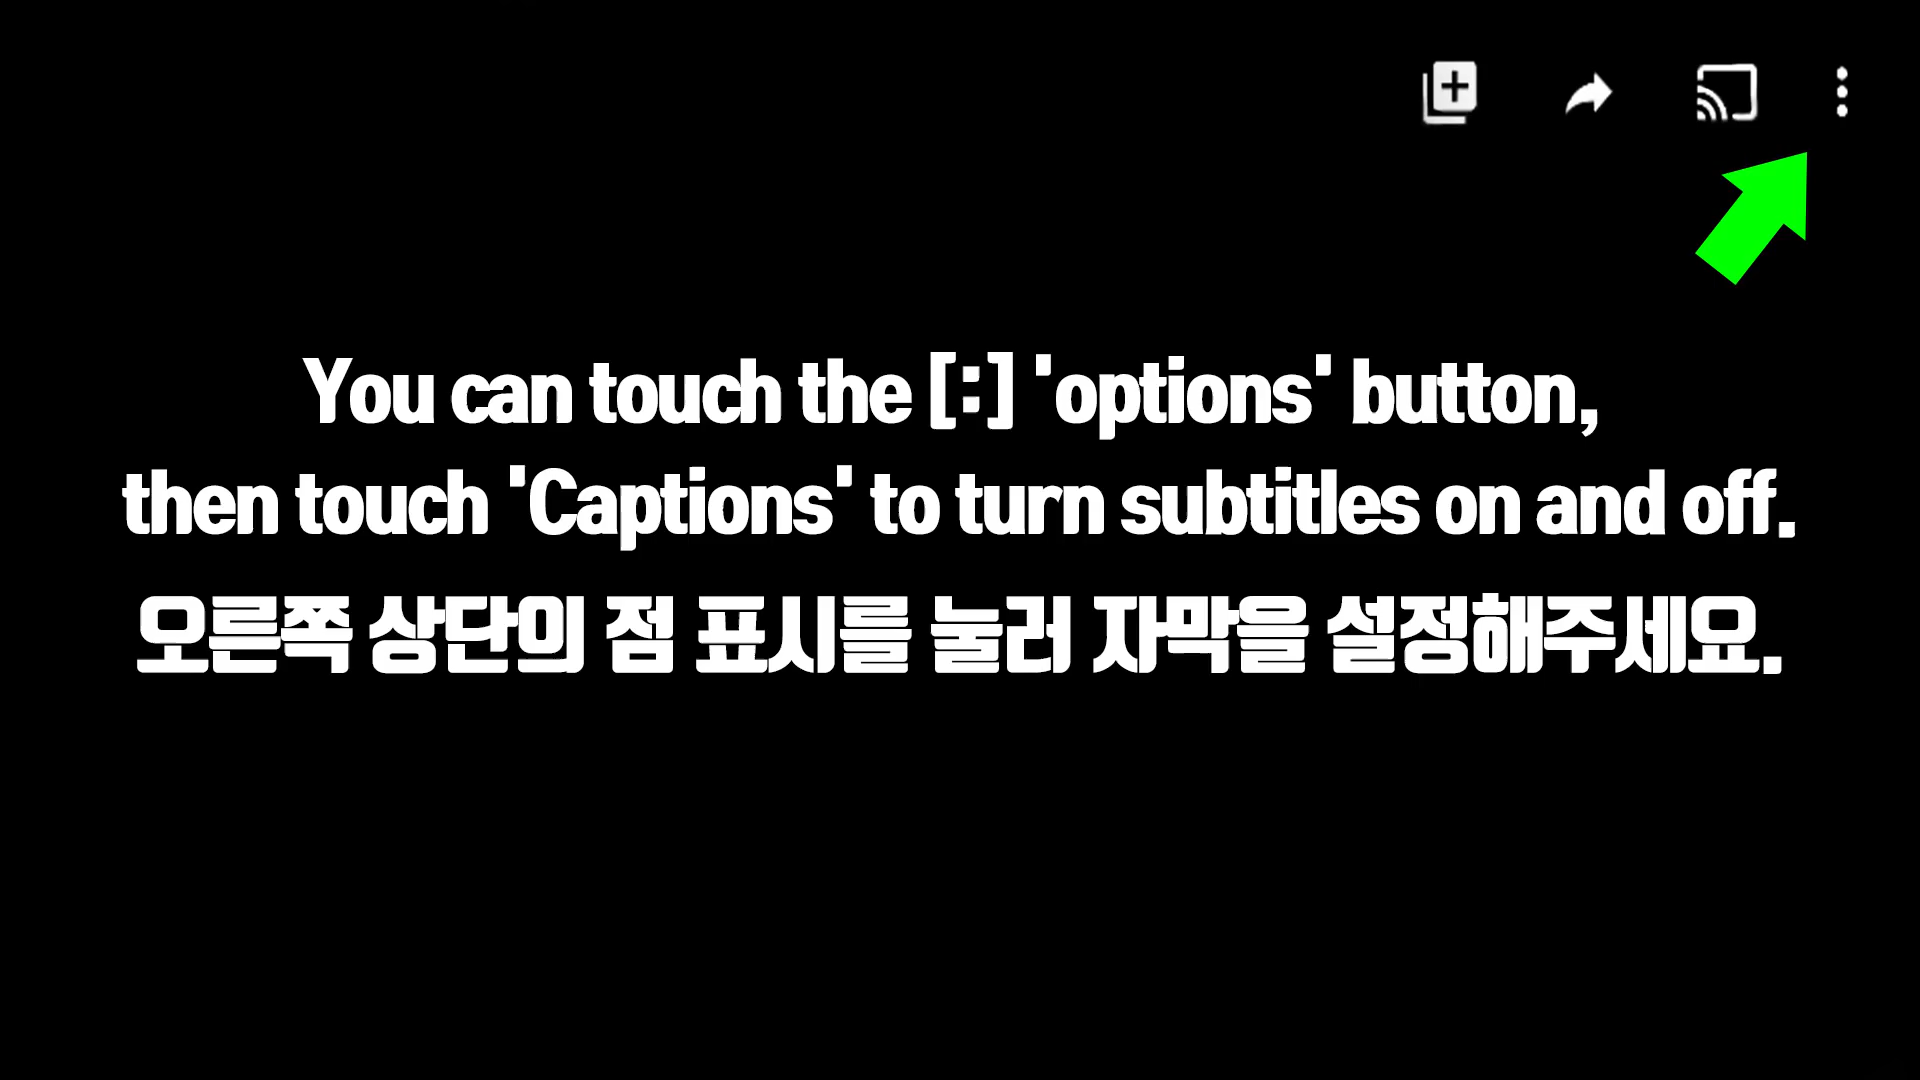 You can touch the [:] 'options' button,
then touch 'Captions' to turn subtitles on and off.
오른쪽 상단의 점 표시를 눌러 자막을 설정해주세요.